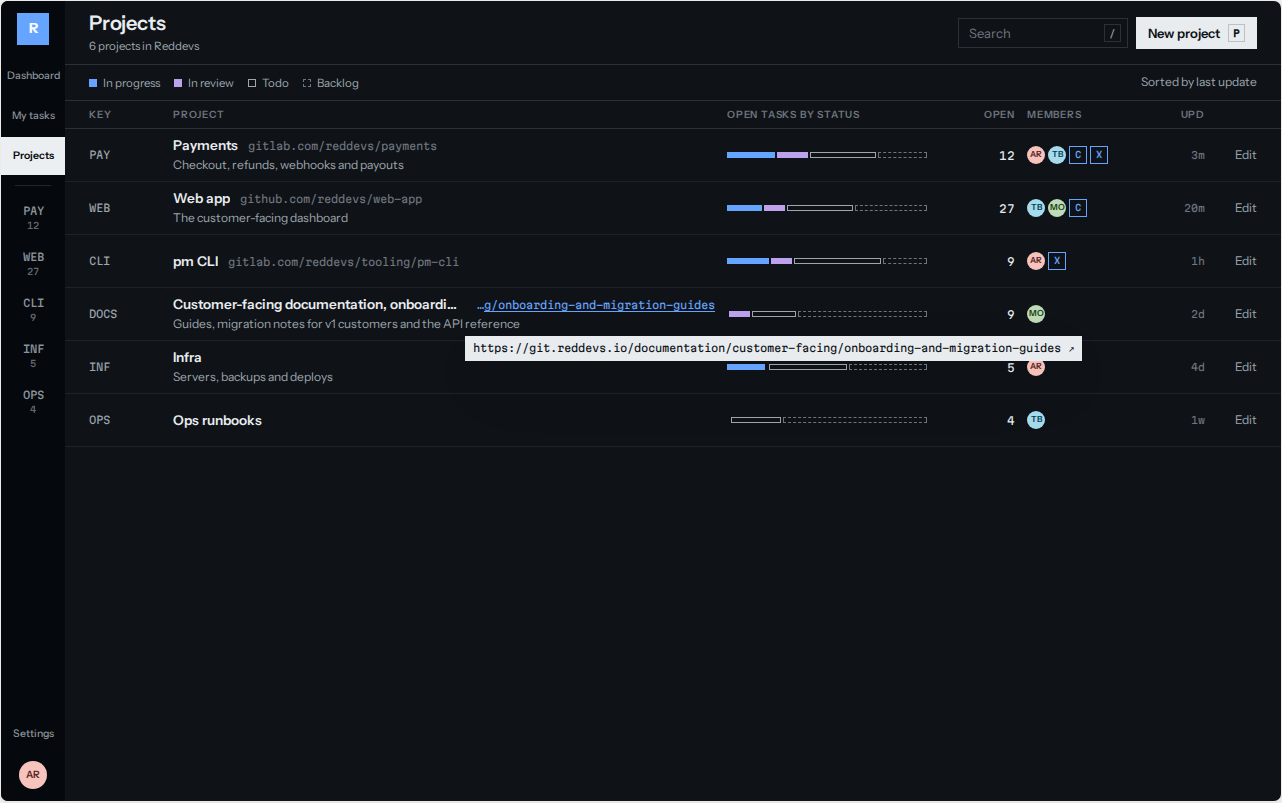 R
Dashboard
My tasks
Projects
PAY
12
WEB
27
CLI
9
INF
5
OPS
4
Settings
AR
Projects
6 projects in Reddevs
Search /
New project P
In progress In review Todo Backlog
Sorted by last update
KEY PROJECT OPEN TASKS BY STATUS OPEN MEMBERS UPD
PAY Payments gitlab.com/reddevs/payments 12 AR TB C X 3m Edit
Checkout, refunds, webhooks and payouts
WEB Web app github.com/reddevs/web-app 27 TB MO C 20m Edit
The customer-facing dashboard
CLI pm CLI gitlab.com/reddevs/tooling/pm-cli 9 AR X 1h Edit
DOCS Customer-facing documentation, onboardi… …g/onboarding-and-migration-guides 9 MO 2d Edit
Guides, migration notes for v1 customers and the API reference
https://git.reddevs.io/documentation/customer-facing/onboarding-and-migration-guides ↗
INF Infra 5 AR 4d Edit
Servers, backups and deploys
OPS Ops runbooks 4 TB 1w Edit